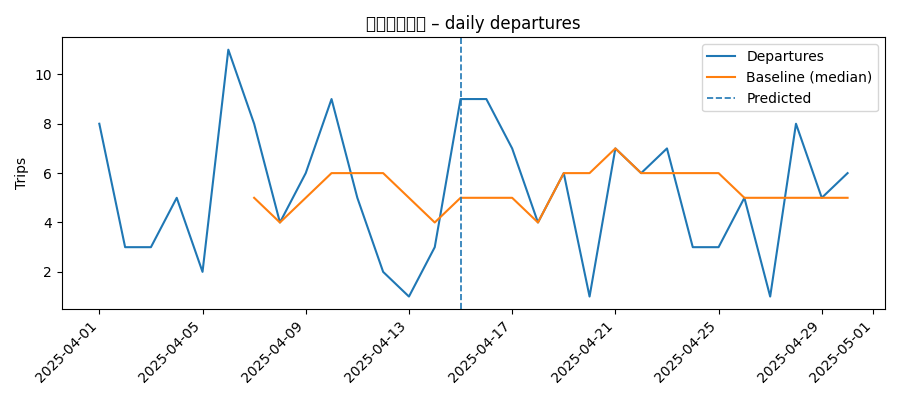 – daily departures
Trips
10
8
6
4
2
Departures
Baseline (median)
Predicted
2025-04-01
2025-04-05
2025-04-09
2025-04-13
2025-04-17
2025-04-21
2025-04-25
2025-04-29
2025-05-01